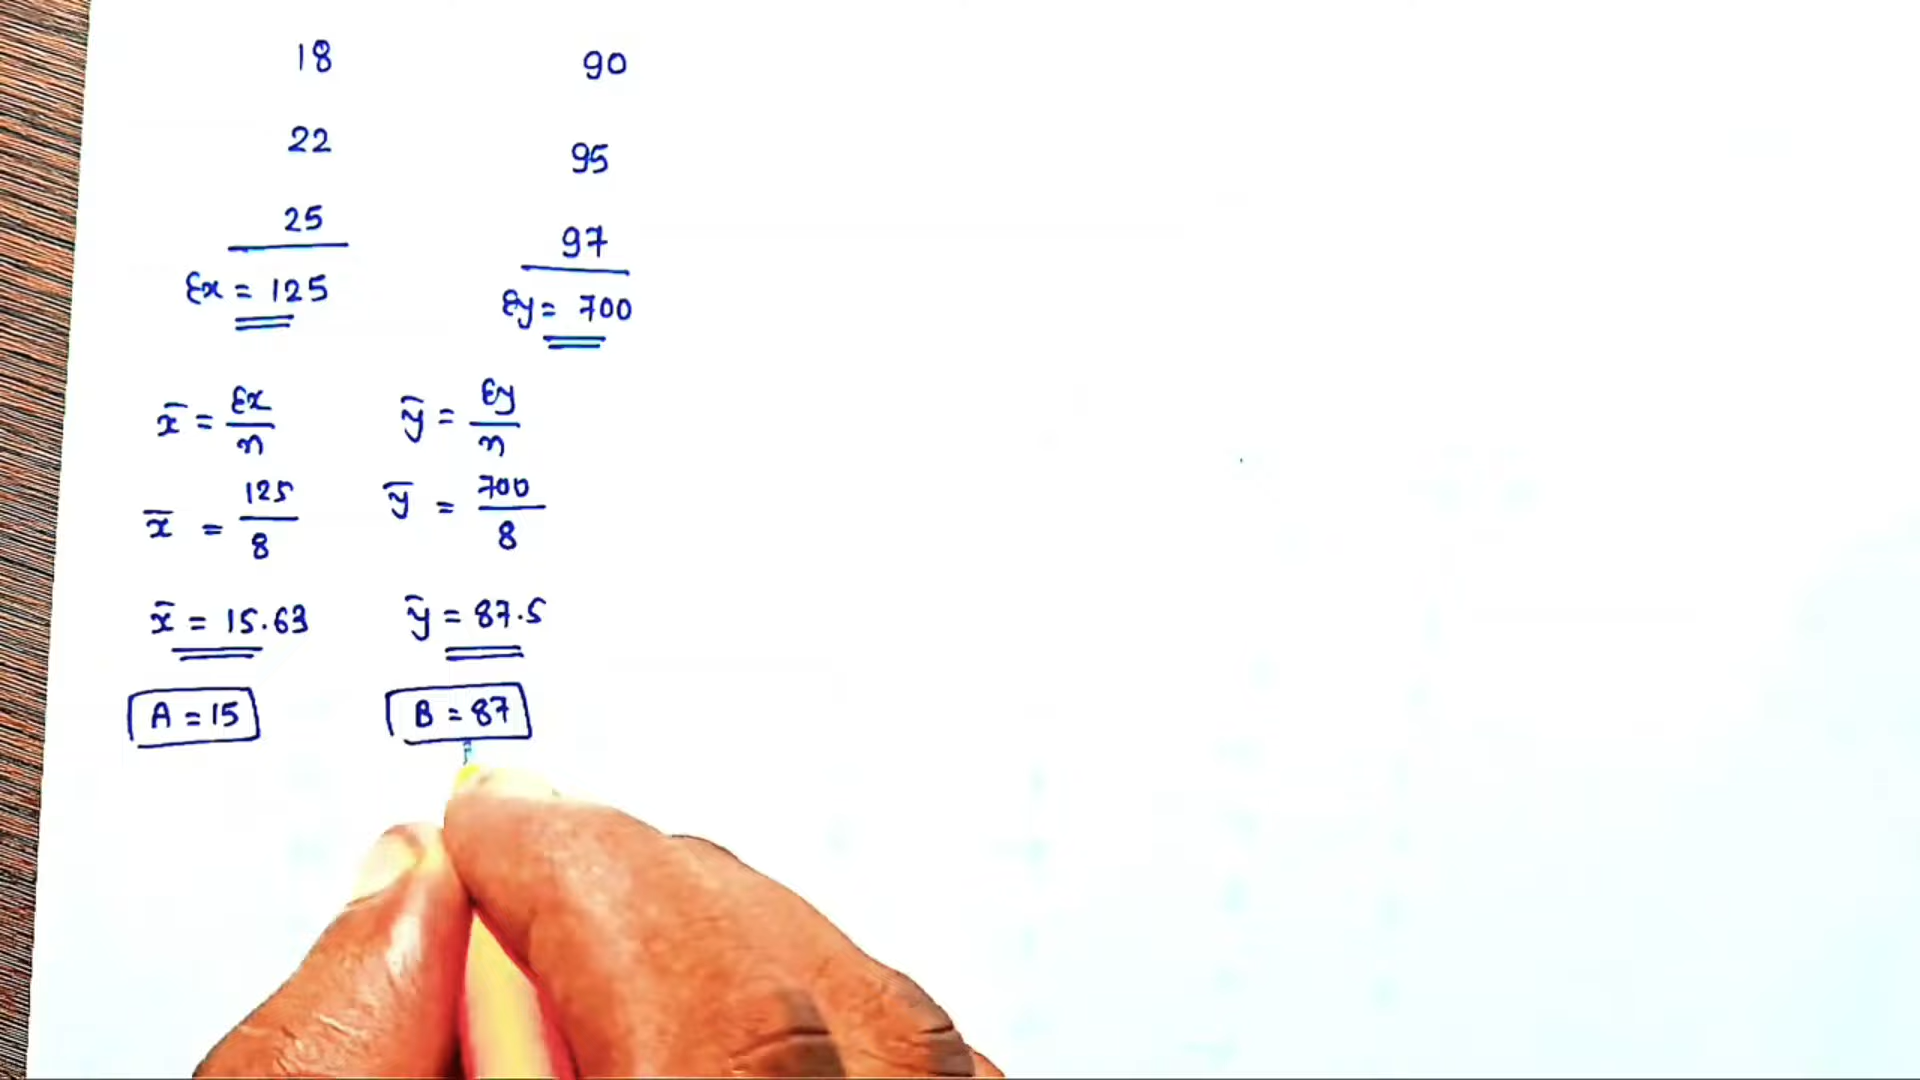 18 90
22 95
25 97
Σx = 125 Σy = 700
x̄ = Σx/n ȳ = Σy/n
x̄ = 125/8 ȳ = 700/8
x̄ = 15.63 ȳ = 87.5
A = 15 B = 87